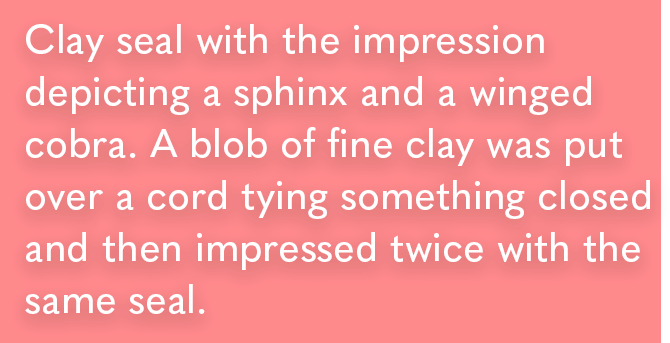 Clay seal with the impression
depicting a sphinx and a winged
cobra. A blob of fine clay was put
over a cord tying something closed
and then impressed twice with the
same seal.